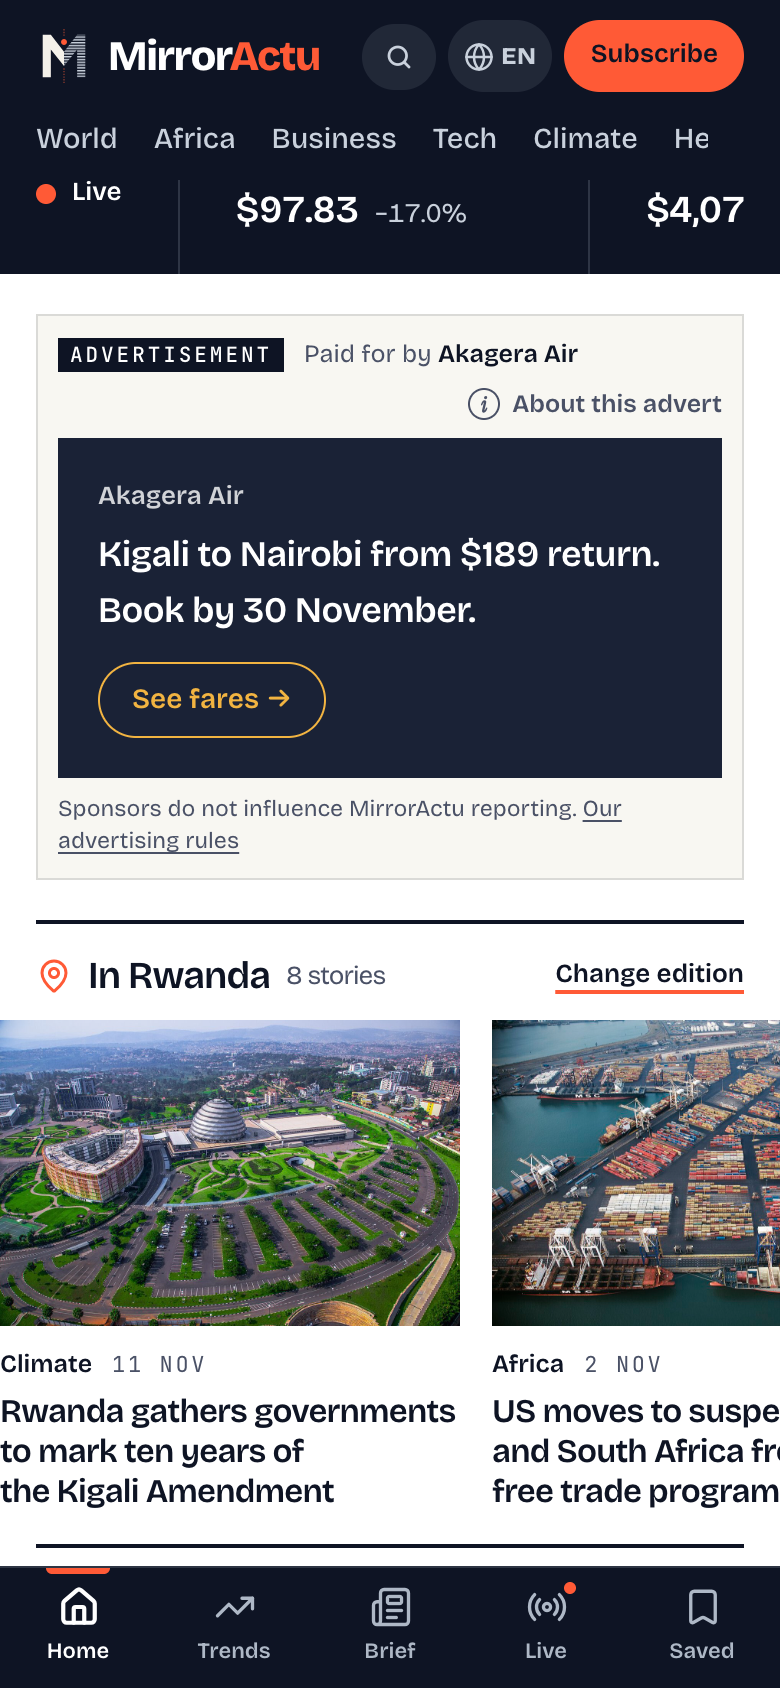 MirrorActu
EN
Subscribe
World Africa Business Tech Climate He
Live
$97.83 -17.0%
$4,07
ADVERTISEMENT Paid for by Akagera Air
i About this advert
Akagera Air
Kigali to Nairobi from $189 return.
Book by 30 November.
See fares →
Sponsors do not influence MirrorActu reporting. Our
advertising rules
In Rwanda 8 stories
Change edition
Climate 11 NOV
Rwanda gathers governments
to mark ten years of
the Kigali Amendment
Africa 2 NOV
US moves to suspe
and South Africa fr
free trade program
Home Trends Brief Live Saved